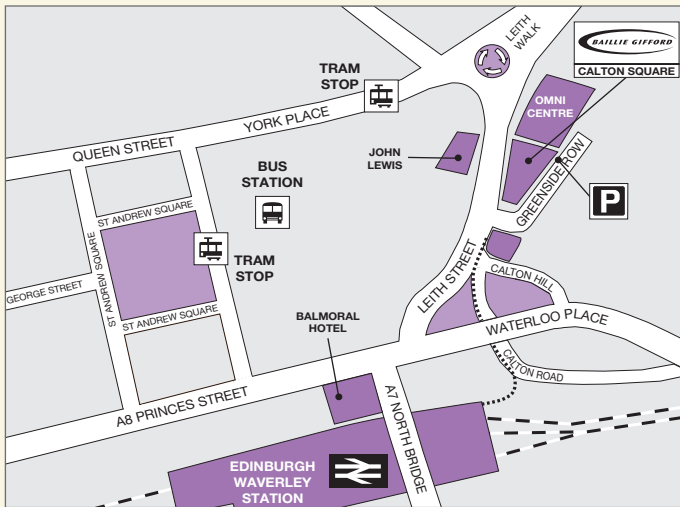 LEITH
WALK
BAILLIE GIFFORD
CALTON SQUARE
TRAM
STOP
OMNI
CENTRE
YORK PLACE
QUEEN STREET
JOHN
LEWIS
BUS
STATION
GREENSIDE ROW
P
ST ANDREW SQUARE
ST ANDREW SQUARE
TRAM
STOP
GEORGE STREET
LEITH STREET
CALTON HILL
ST ANDREW SQUARE
BALMORAL
HOTEL
WATERLOO PLACE
CALTON ROAD
A8 PRINCES STREET
A7 NORTH BRIDGE
EDINBURGH
WAVERLEY
STATION